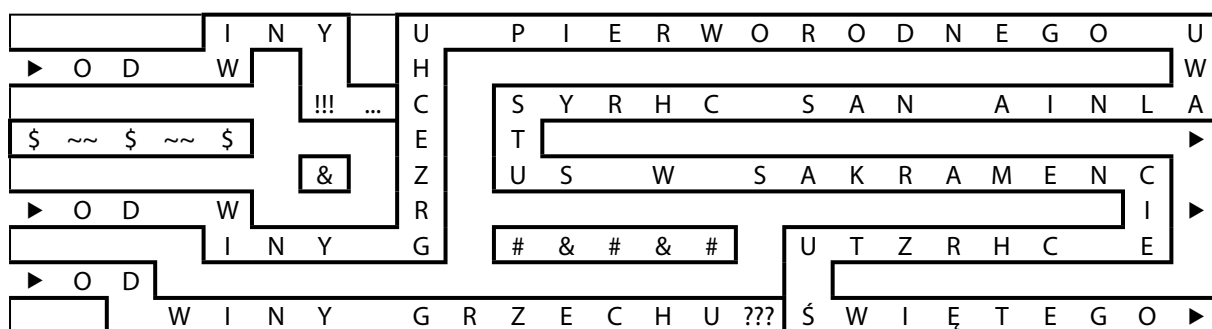 I N Y U P I E R W O R O D N E G O U
▶ O D W H W
!!! ... C S Y R H C S A N A I N L A
$ ~~ $ ~~ $ E T ▶
& Z U S W S A K R A M E N C
▶ O D W R I ▶
I N Y G # & # & # U T Z R H C E
▶ O D
W I N Y G R Z E C H U ??? Ś W I Ę T E G O ▶